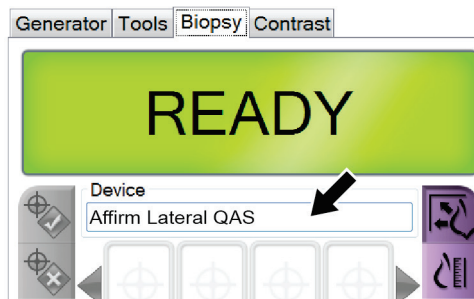 Generator Tools Biopsy Contrast
READY
Device
Affirm Lateral QAS